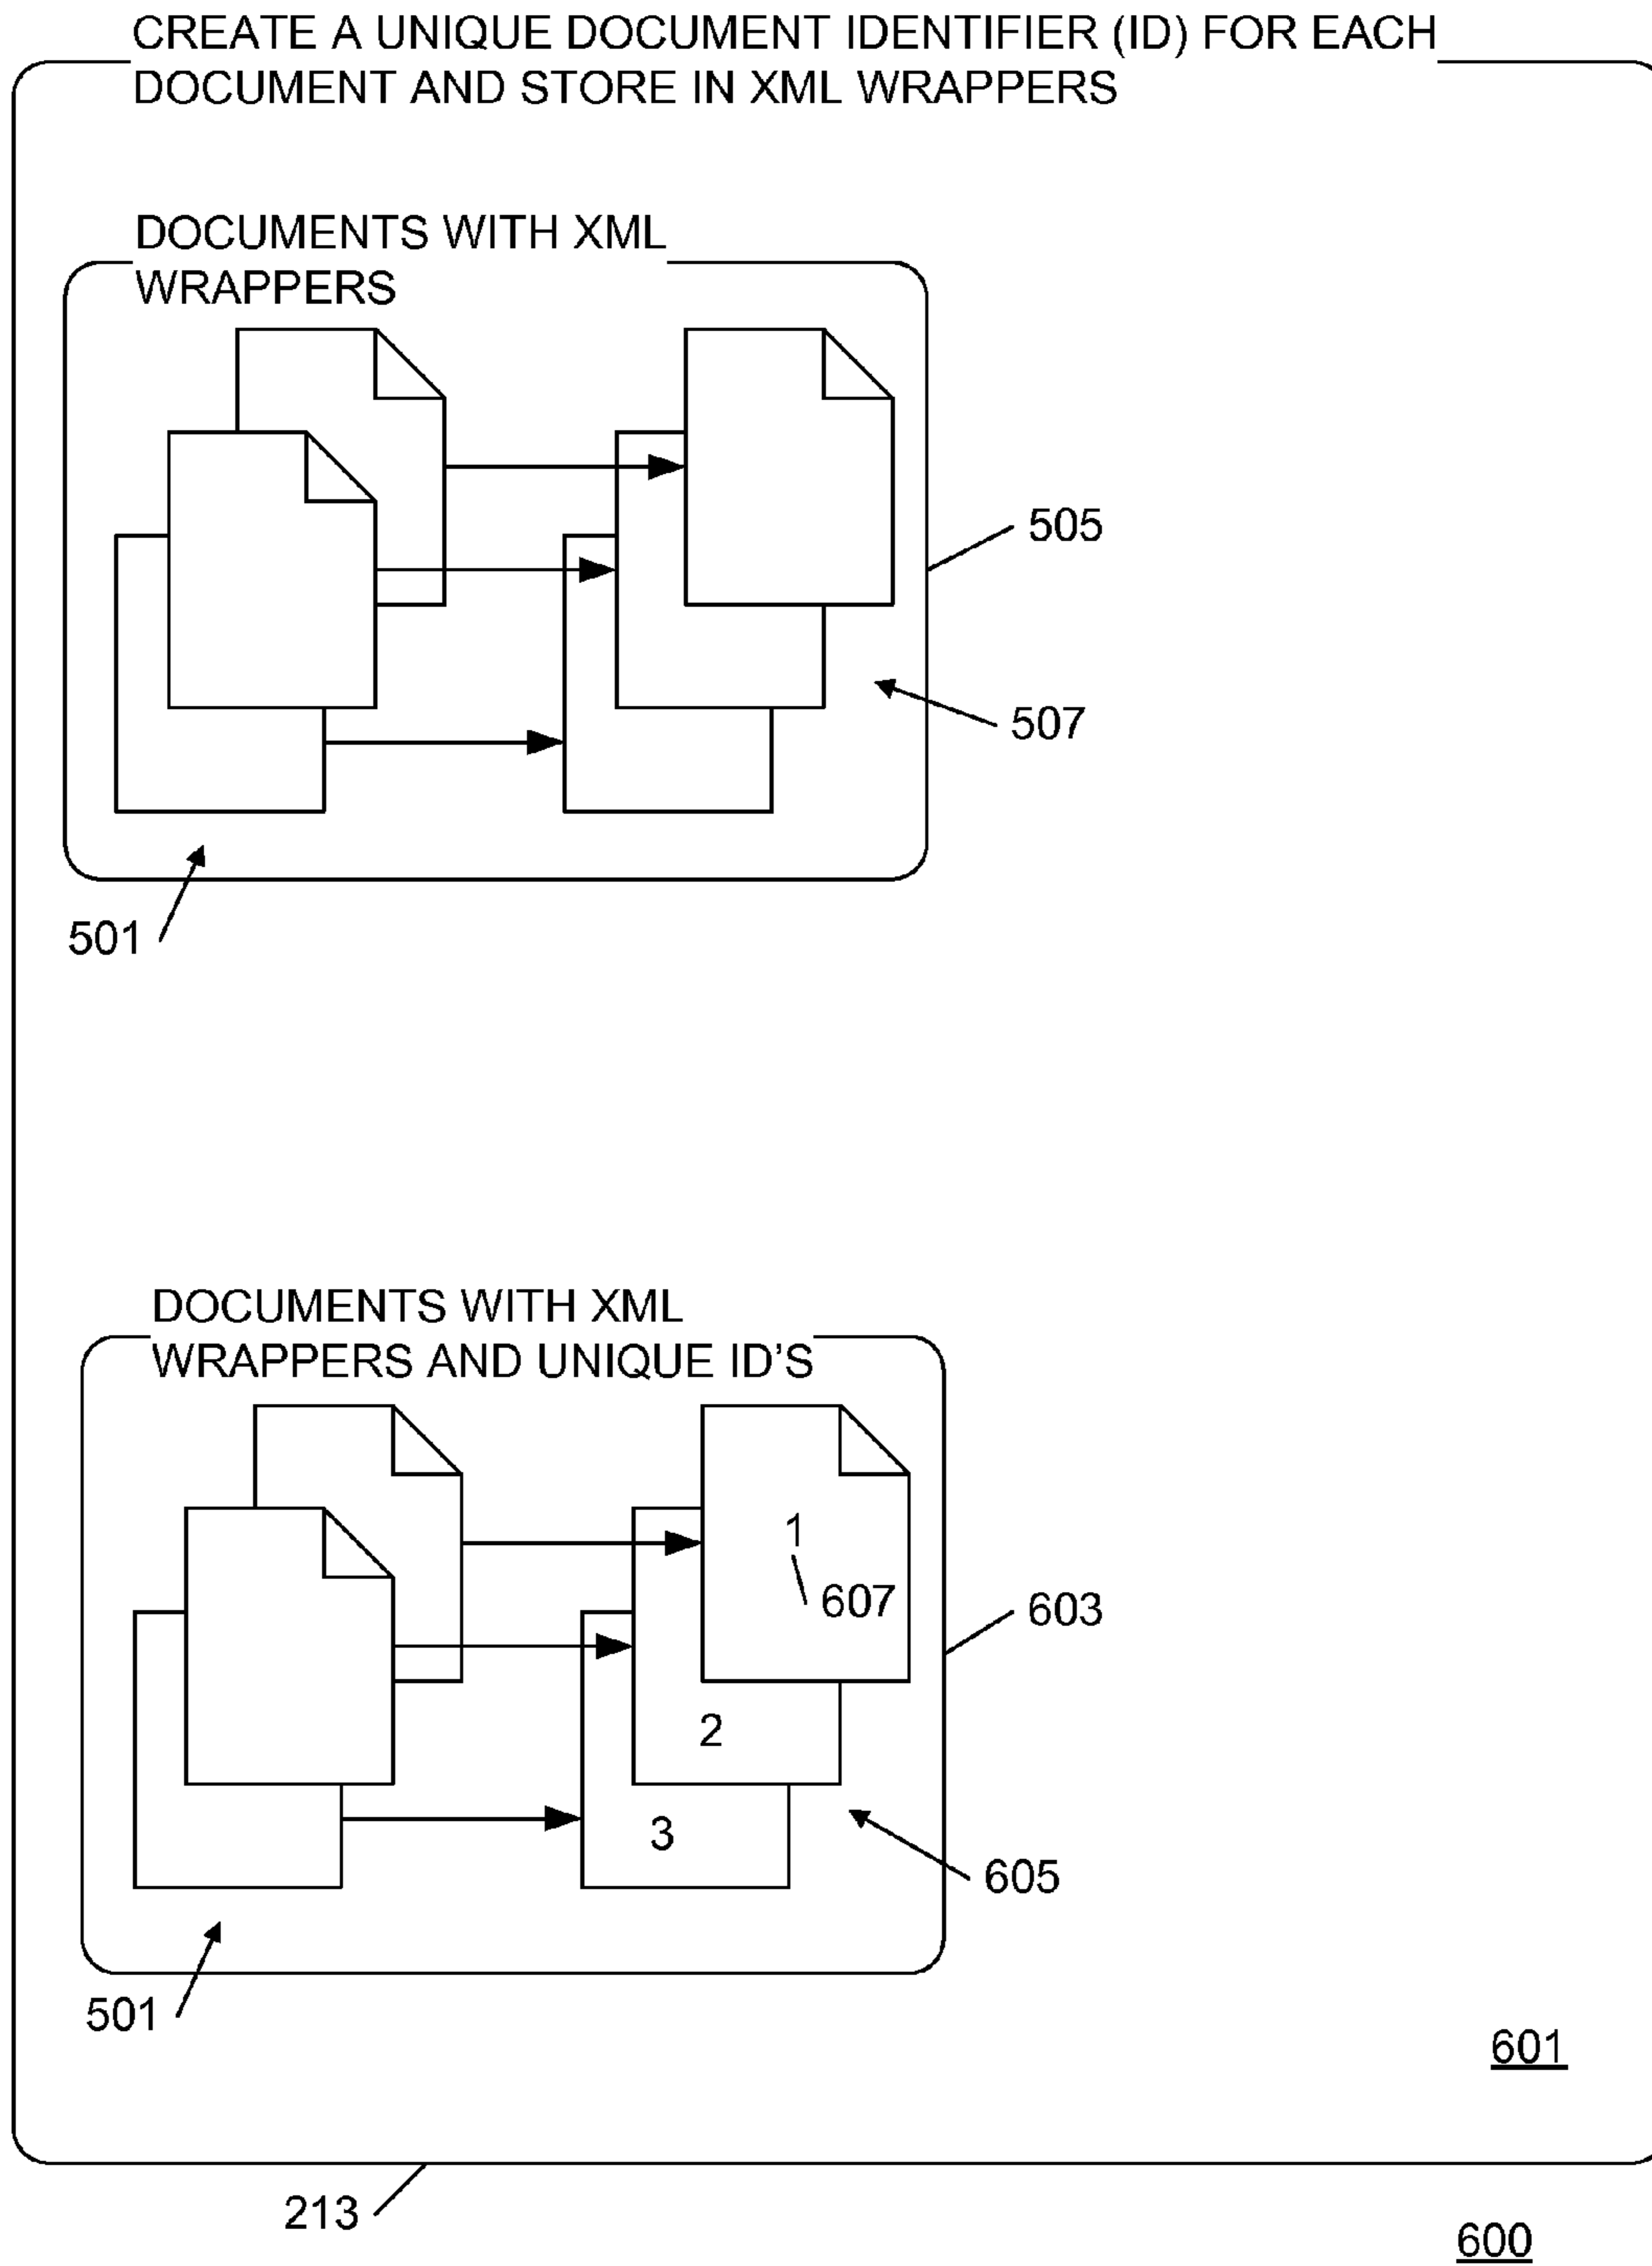 CREATE A UNIQUE DOCUMENT IDENTIFIER (ID) FOR EACH
DOCUMENT AND STORE IN XML WRAPPERS
DOCUMENTS WITH XML
WRAPPERS
505
507
501
DOCUMENTS WITH XML
WRAPPERS AND UNIQUE ID'S
1
607
603
2
3
605
501
601
213
600